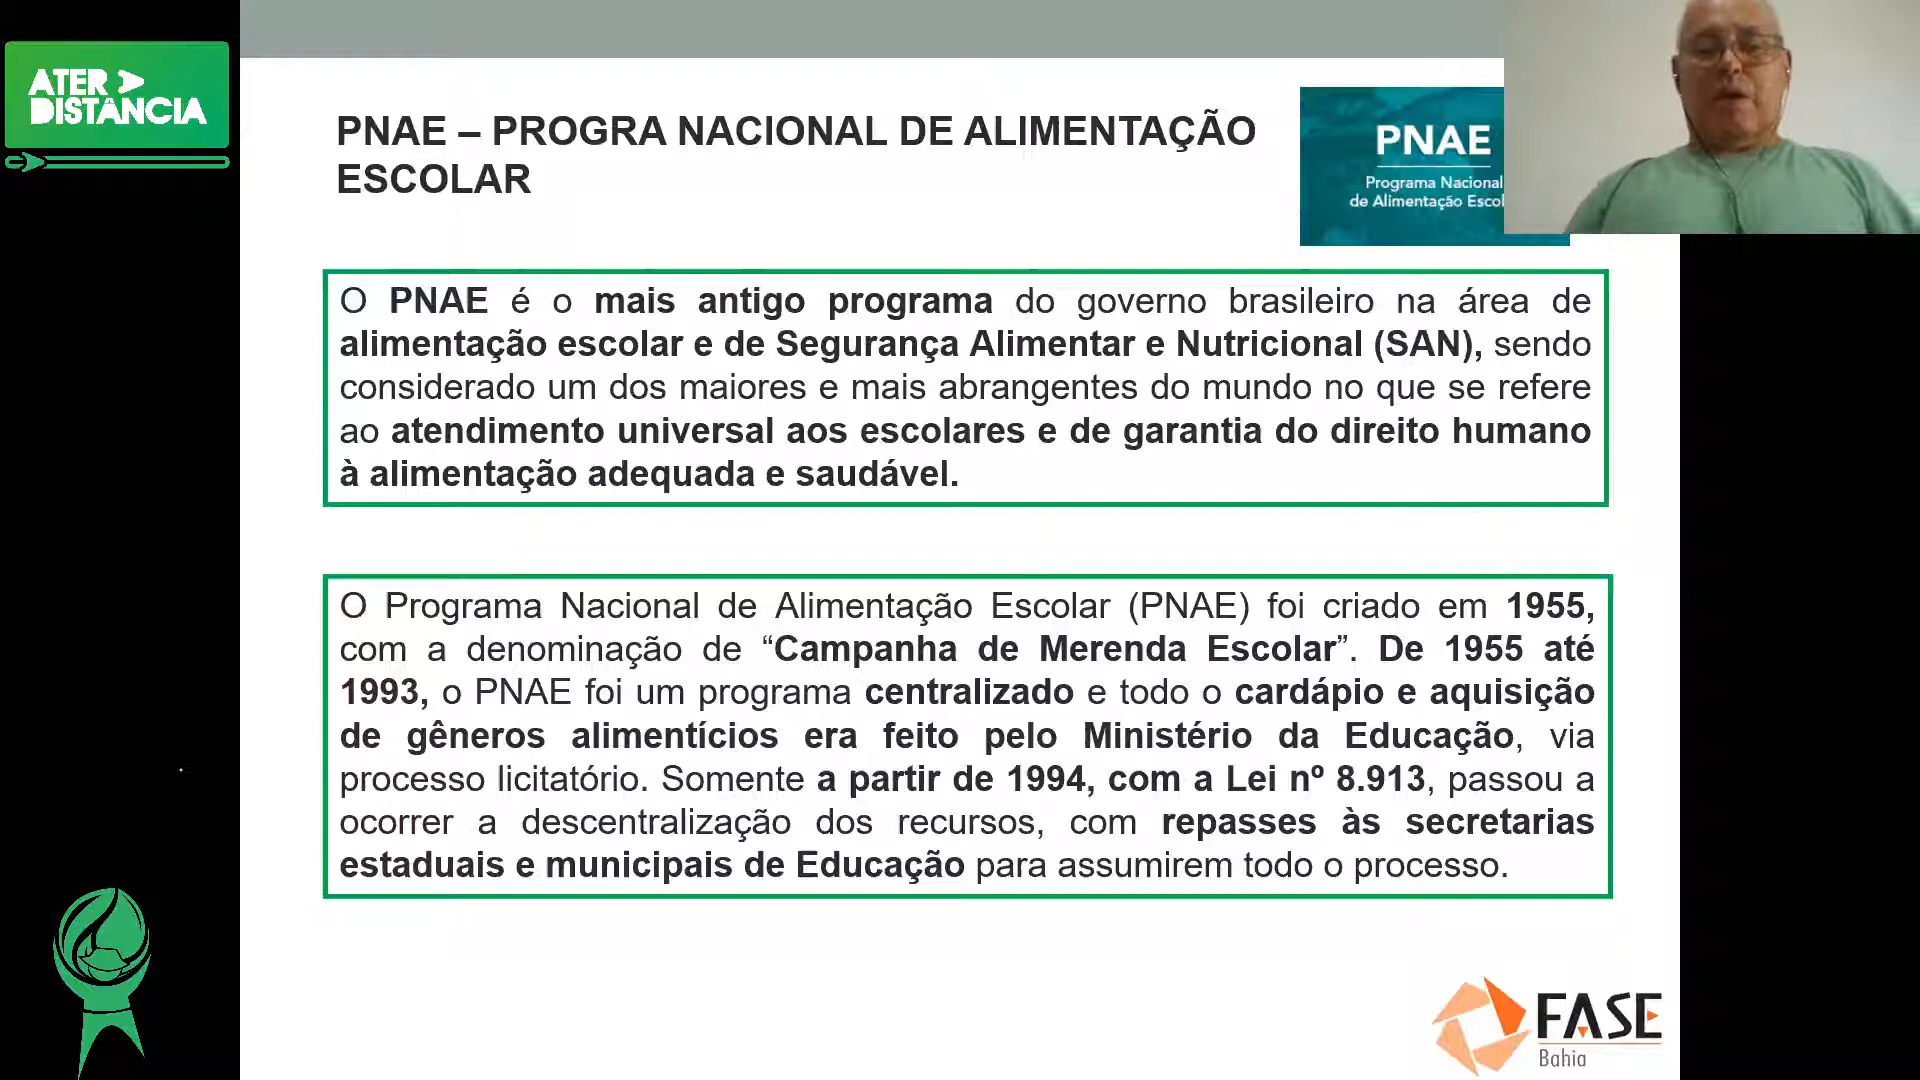 ATER
DISTÂNCIA
PNAE – PROGRA NACIONAL DE ALIMENTAÇÃO
ESCOLAR
PNAE
Programa Nacional
de Alimentação Escol
O PNAE é o mais antigo programa do governo brasileiro na área de
alimentação escolar e de Segurança Alimentar e Nutricional (SAN), sendo
considerado um dos maiores e mais abrangentes do mundo no que se refere
ao atendimento universal aos escolares e de garantia do direito humano
à alimentação adequada e saudável.
O Programa Nacional de Alimentação Escolar (PNAE) foi criado em 1955,
com a denominação de “Campanha de Merenda Escolar”. De 1955 até
1993, o PNAE foi um programa centralizado e todo o cardápio e aquisição
de gêneros alimentícios era feito pelo Ministério da Educação, via
processo licitatório. Somente a partir de 1994, com a Lei nº 8.913, passou a
ocorrer a descentralização dos recursos, com repasses às secretarias
estaduais e municipais de Educação para assumirem todo o processo.
FASE
Bahia